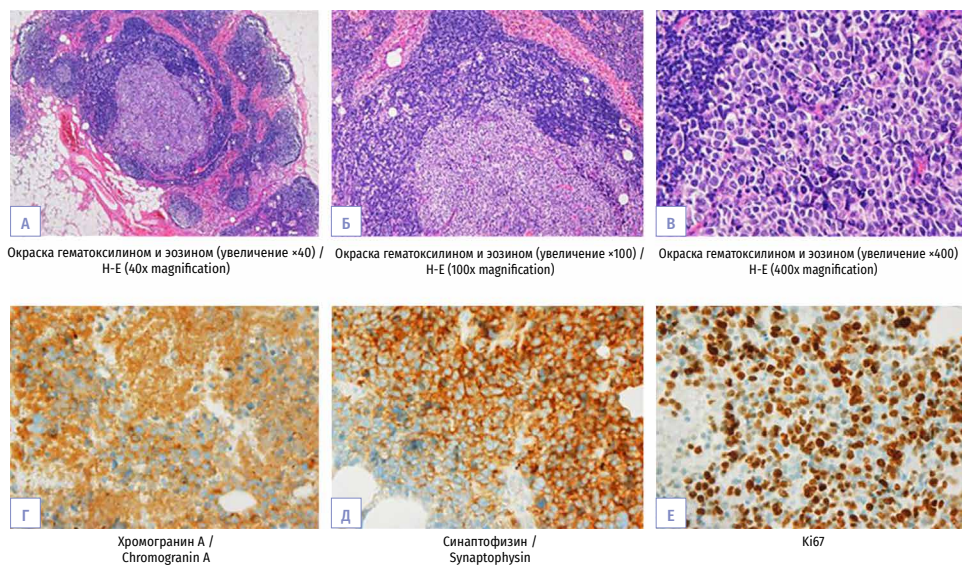 А
Б
В
Окраска гематоксилином и эозином (увеличение ×40) /
H-E (40x magnification)
Окраска гематоксилином и эозином (увеличение ×100) /
H-E (100x magnification)
Окраска гематоксилином и эозином (увеличение ×400)
H-E (400x magnification)
Г
Д
Е
Хромогранин А /
Chromogranin A
Синаптофизин /
Synaptophysin
Ki67